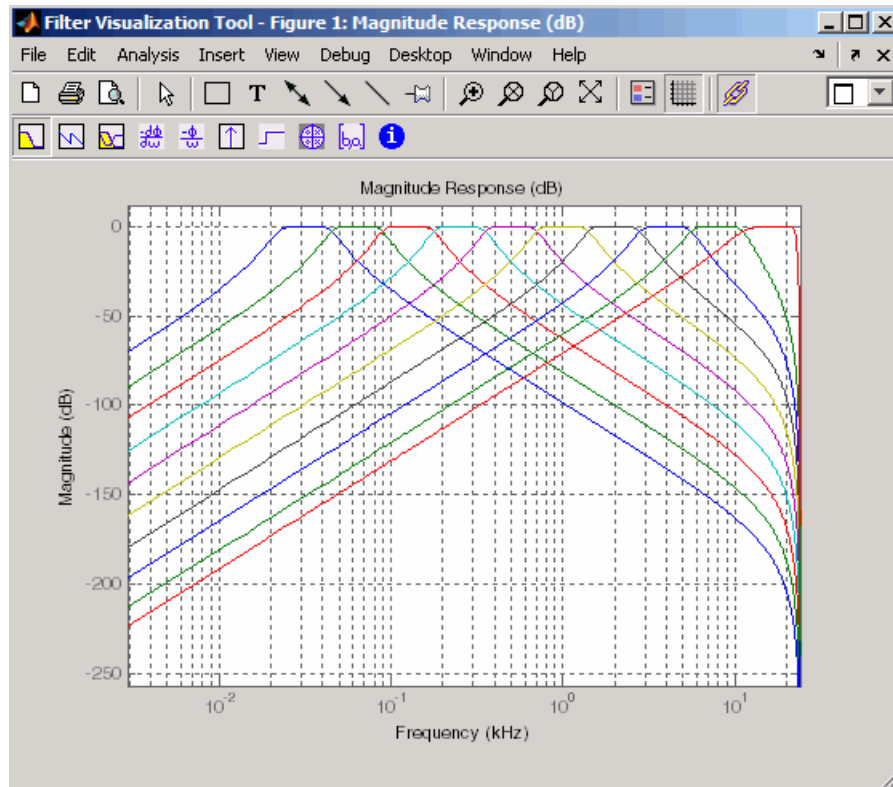 Filter Visualization Tool - Figure 1: Magnitude Response (dB)
File Edit Analysis Insert View Debug Desktop Window Help
T
[b,a] i
Magnitude Response (dB)
0
-50
-100
-150
-200
-250
Magnitude (dB)
10^-2 10^-1 10^0 10^1
Frequency (kHz)